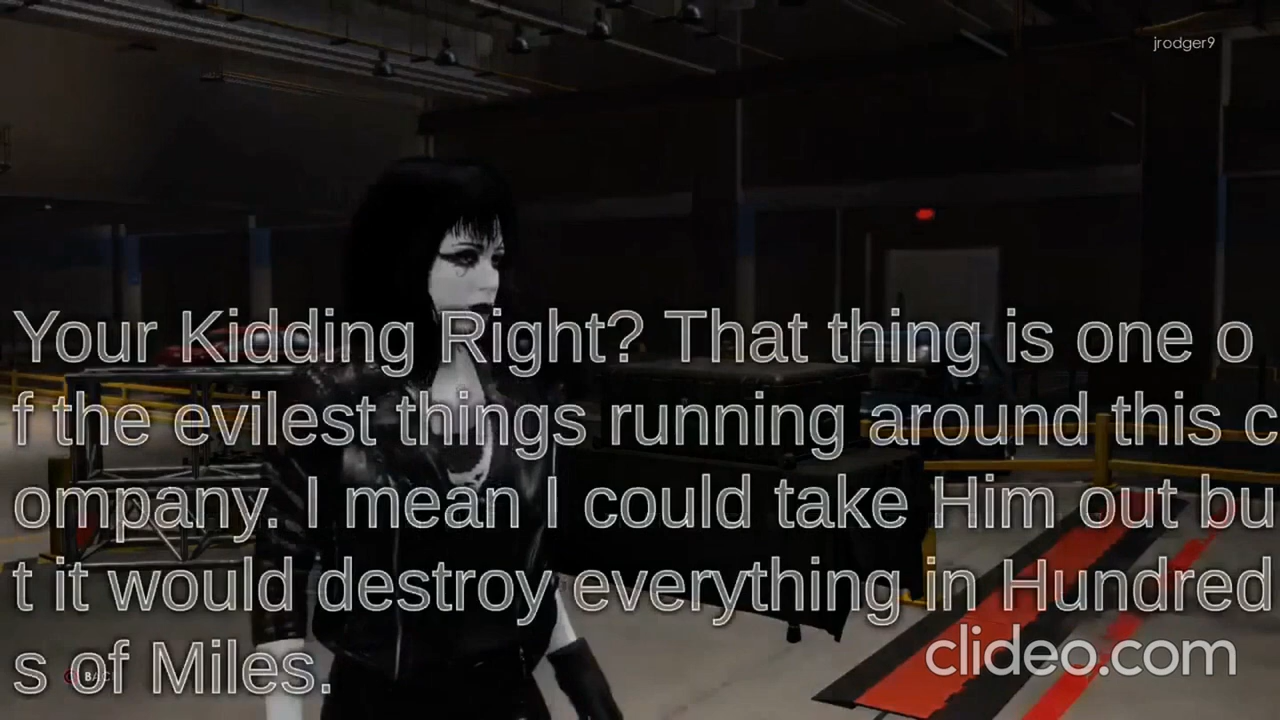 jrodger9
Your Kidding Right? That thing is one o
f the evilest things running around this c
ompany. I mean I could take Him out bu
t it would destroy everything in Hundred
s of Miles.
BACK
clideo.com